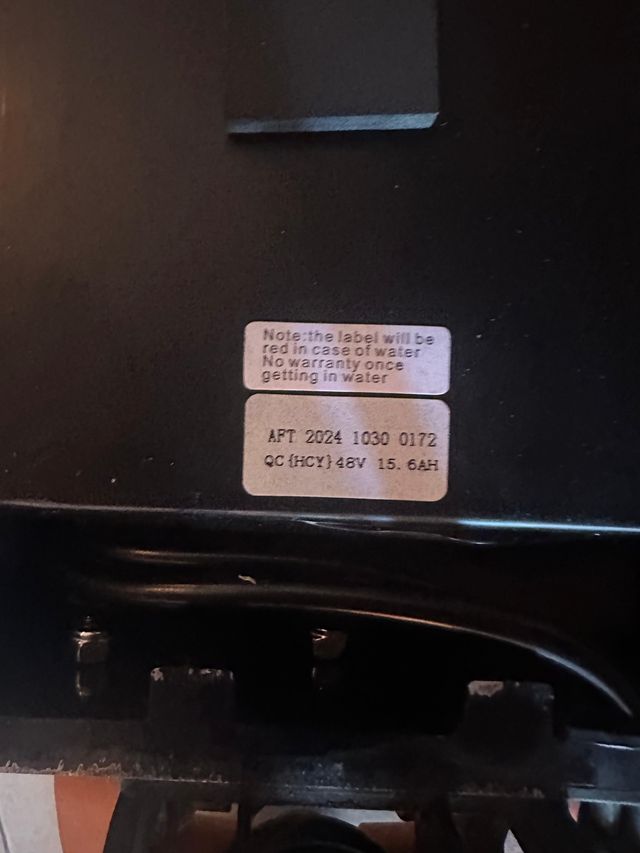 Note:the label will be
red in case of water
No warranty once
getting in water
AFT 2024 1030 0172
QC{HCY}48V 15.6AH